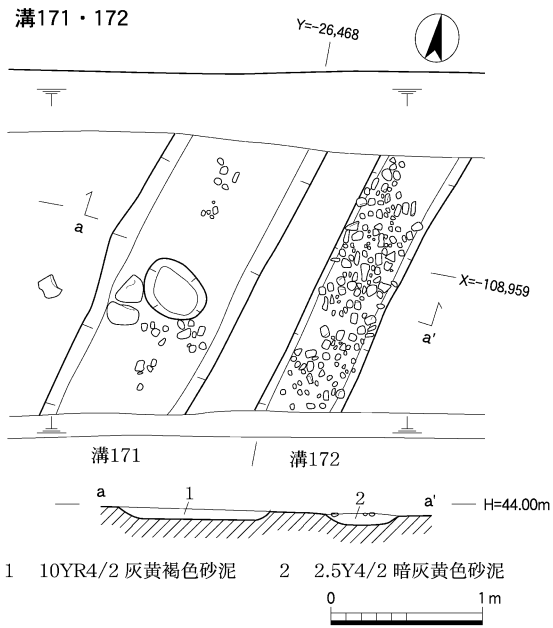 溝171・172
Y=-26,468
a
X=-108,959
a'
溝171
溝172
a
1
2
a'
H=44.00m
1 10YR4/2 灰黄褐色砂泥 2 2.5Y4/2 暗灰黄色砂泥
0 1m